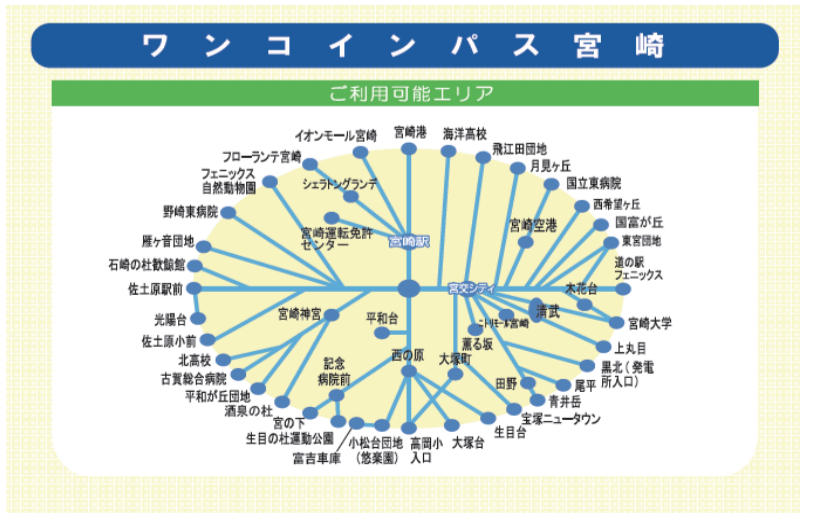 ワンコインパス宮崎
ご利用可能エリア
イオンモール宮崎
宮崎港
海洋高校
飛江田団地
月見ヶ丘
国立東病院
西希望ヶ丘
国富が丘
東宮団地
道の駅
フェニックス
フローランテ宮崎
フェニックス
自然動物園
シェラトングランデ
野崎東病院
宮崎運転免許
センター
宮崎駅
宮崎空港
雁ヶ音団地
石崎の杜歓鯨館
佐土原駅前
宮交シティ
木花台
清武
光陽台
宮崎神宮
平和台
宮崎大学
佐土原小前
薫る坂
上丸目
北高校
記念
病院前
西の原
大塚町
黒北(発電
所入口)
古賀総合病院
田野
尾平
平和が丘団地
青井岳
酒泉の杜
宝塚ニュータウン
宮の下
生目台
生目の杜運動公園
小松台団地
(悠楽園)
高岡小
入口
大塚台
富吉車庫